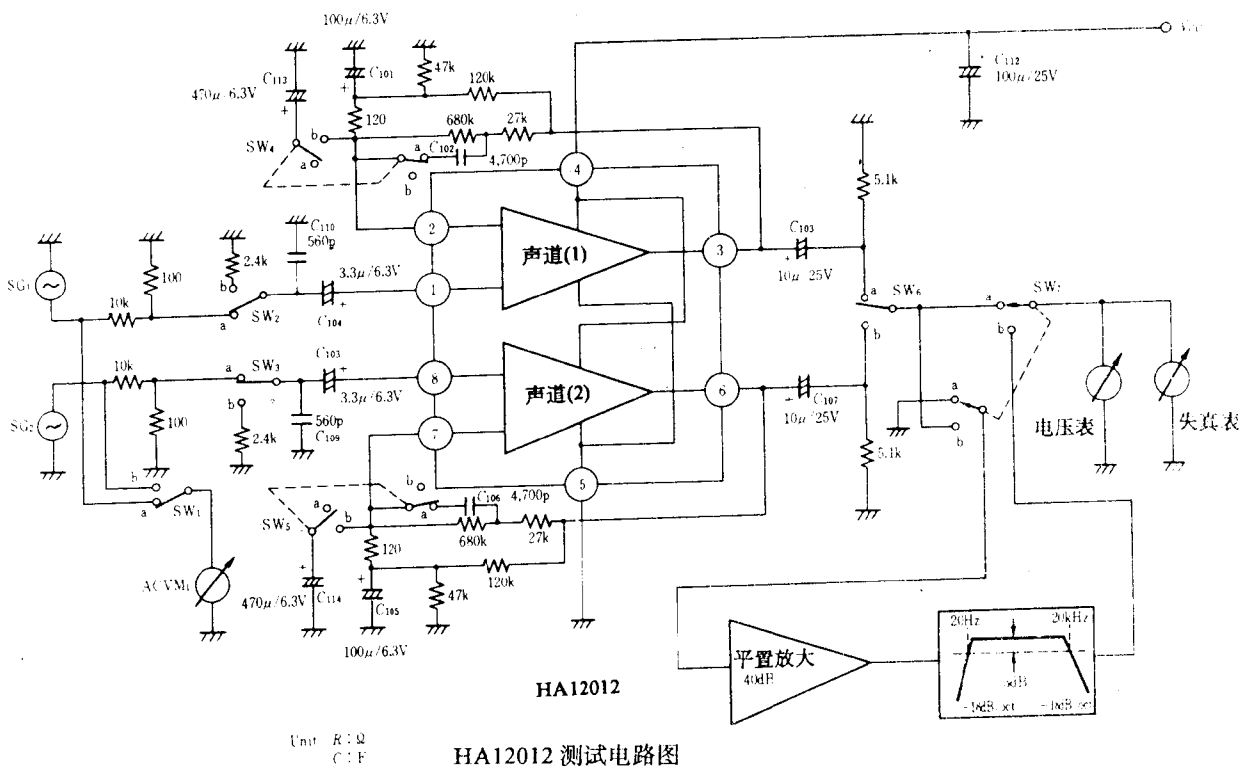 100μ/6.3V
C113
470μ/6.3V
C101
47k
120k
120
680k
27k
C102
4,700p
SW4
b
a
a
b
C112
100μ/25V
4
2
声道(1)
3
1
C103
10μ 25V
5.1k
a
SW6
b
a
b
SG1
100
2.4k
C110
560p
3.3μ/6.3V
10k
b
SW2
a
C104
10k
a
SW3
b
C103
3.3μ/6.3V
8
声道(2)
6
C107
10μ/25V
SG2
100
2.4k
560p
C109
7
5
a
b
电压表
失真表
5.1k
b
a
SW1
ACVM1
b
a
C106
4,700p
SW5
a
b
680k
27k
120
120k
47k
470μ/6.3V
C114
C105
100μ/6.3V
平置放大
40dB
20Hz
20kHz
HA12012
Unit R:Ω
C:F
HA12012 测试电路图